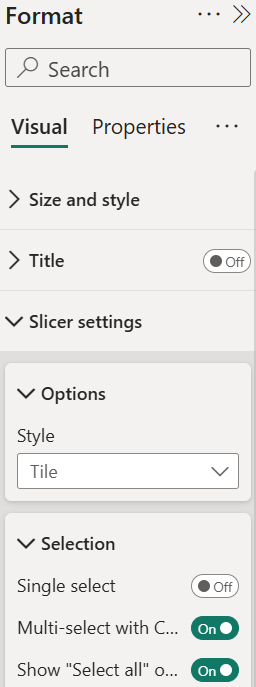 Format
Search
Visual Properties
Size and style
Title Off
Slicer settings
Options
Style
Tile
Selection
Single select Off
Multi-select with C... On
Show "Select all" o... On